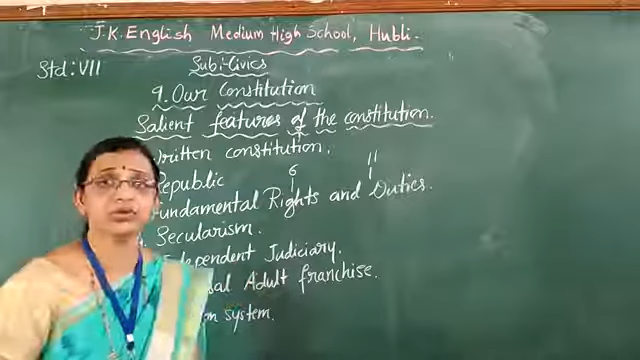 J.K. English Medium High School, Hubli.
Std: VII
Sub:- Civics
9. Our Constitution
Salient features of the constitution.
written constitution.
6 11
Republic
Fundamental Rights and Duties.
Secularism.
Judiciary.
Adult franchise.
system.